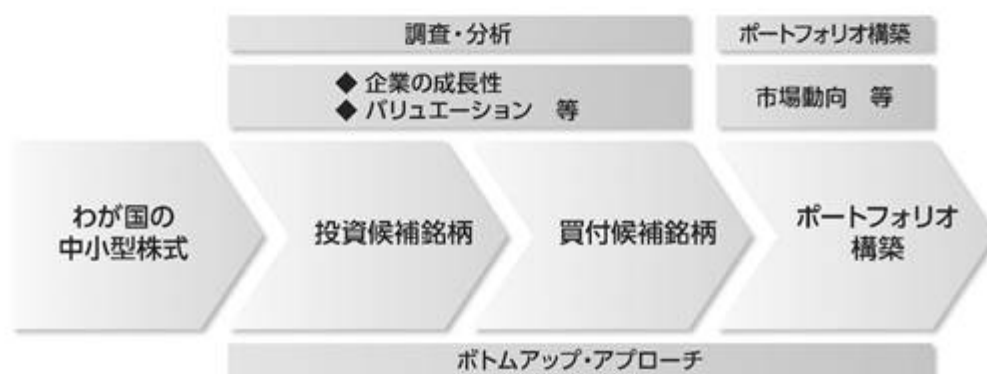 調査・分析
ポートフォリオ構築
◆ 企業の成長性
◆ バリュエーション 等
市場動向 等
わが国の
中小型株式
投資候補銘柄
買付候補銘柄
ポートフォリオ
構築
ボトムアップ・アプローチ